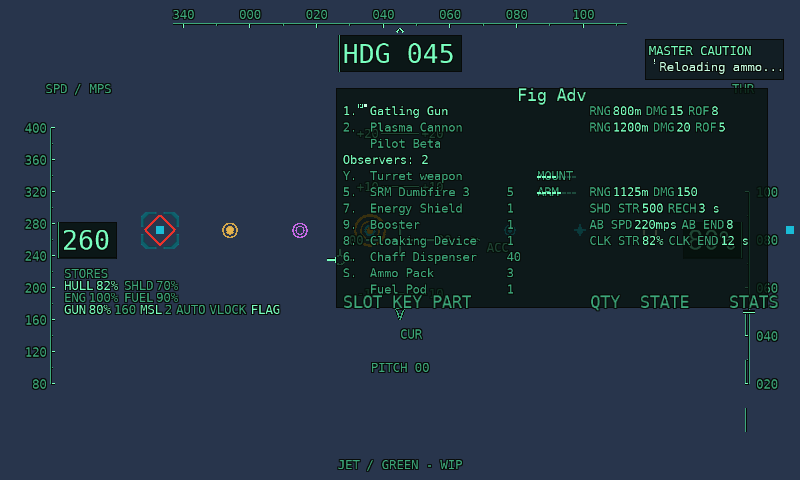 340 000 020 040 060 080 100
HDG 045
MASTER CAUTION
Reloading ammo...
SPD / MPS
THR
Fig Adv
1. Gatling Gun RNG 800m DMG 15 ROF 8
2. Plasma Cannon RNG 1200m DMG 20 ROF 5
Pilot Beta
Observers: 2
Y. Turret weapon MOUNT
5. SRM Dumbfire 3 5 ARM RNG 1125m DMG 150
7. Energy Shield 1 SHD STR 500 RECH 3 s
9. Booster 1 AB SPD 220mps AB END 8
8. Cloaking Device 1 CLK STR 82% CLK END 12 s
6. Chaff Dispenser 40
S. Ammo Pack 3
Fuel Pod 1
SLOT KEY PART QTY STATE STATS
400
360
320
280
240
200
160
120
80
260
STORES
HULL 82% SHLD 70%
ENG 100% FUEL 90%
GUN 80% 160 MSL 2 AUTO VLOCK FLAG
100
080
060
040
020
ACC
CUR
PITCH 00
JET / GREEN - WIP